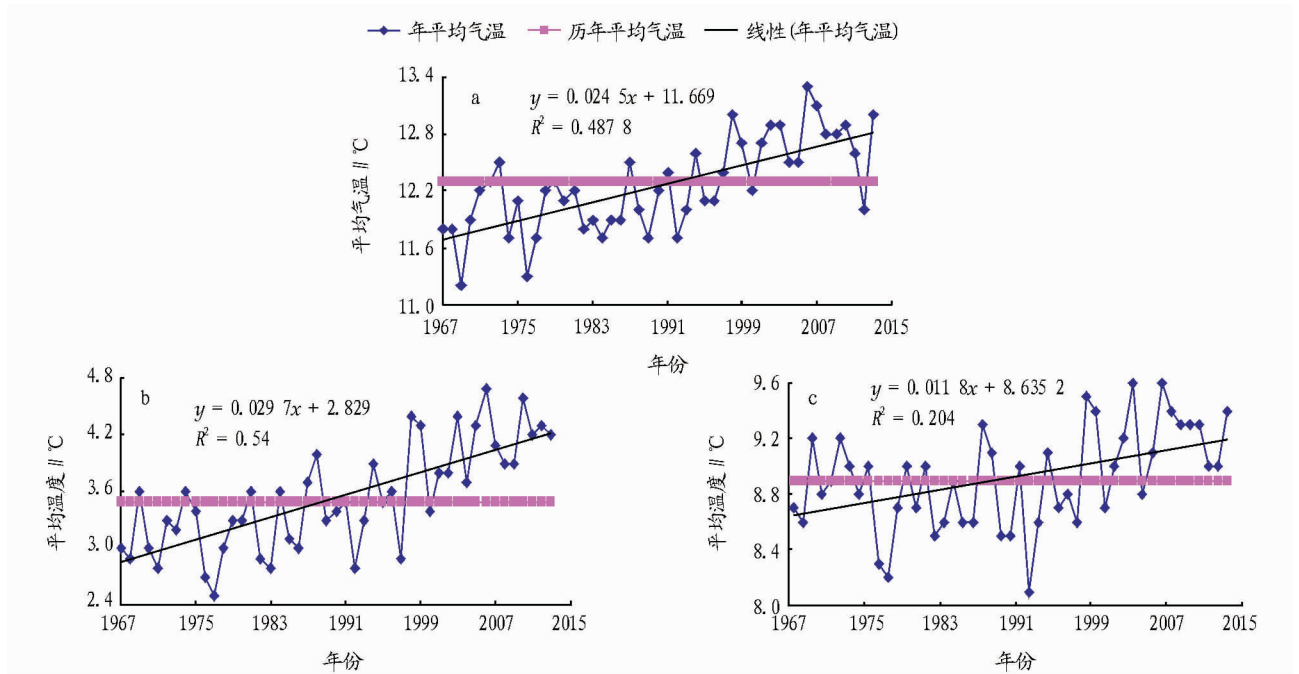 年平均气温 历年平均气温 线性(年平均气温)
13.4
12.8
12.2
11.6
11.0
平均气温∥℃
a
y = 0.024 5x + 11.669
R² = 0.487 8
1967 1975 1983 1991 1999 2007 2015
年份
4.8
4.2
3.6
3.0
2.4
平均温度∥℃
b
y = 0.029 7x + 2.829
R² = 0.54
1967 1975 1983 1991 1999 2007 2015
年份
9.6
9.2
8.8
8.4
8.0
平均温度∥℃
c
y = 0.011 8x + 8.635 2
R² = 0.204
1967 1975 1983 1991 1999 2007 2015
年份